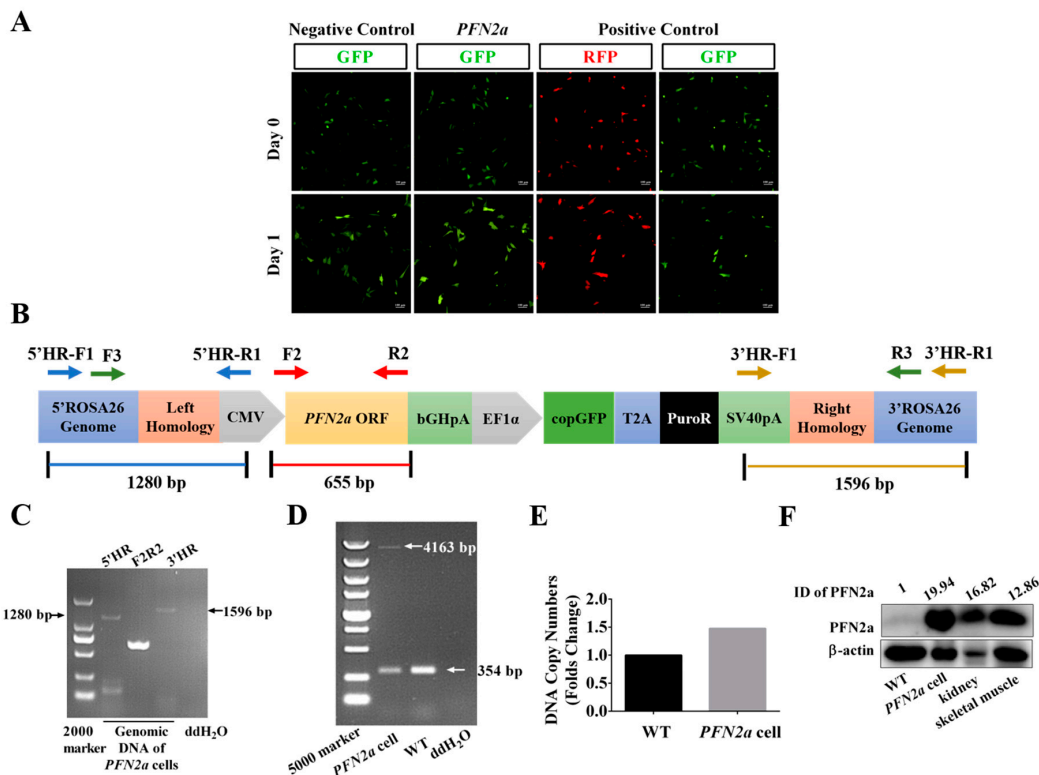 A
Negative Control PFN2a Positive Control
GFP GFP RFP GFP
Day 0
Day 1
B
5'HR-F1 F3 5'HR-R1 F2 R2 3'HR-F1 R3 3'HR-R1
5'ROSA26 Genome
Left Homology
CMV
PFN2a ORF
bGHpA
EF1α
copGFP
T2A
PuroR
SV40pA
Right Homology
3'ROSA26 Genome
1280 bp
655 bp
1596 bp
C
5'HR F2R2 3'HR
1280 bp
1596 bp
2000 marker
Genomic DNA of PFN2a cells
ddH2O
D
4163 bp
354 bp
5000 marker
PFN2a cell
WT
ddH2O
E
DNA Copy Numbers
(Folds Change)
2.0
1.5
1.0
0.5
0.0
WT PFN2a cell
F
ID of PFN2a 1 19.94 16.82 12.86
PFN2a
β-actin
WT
PFN2a cell
kidney
skeletal muscle